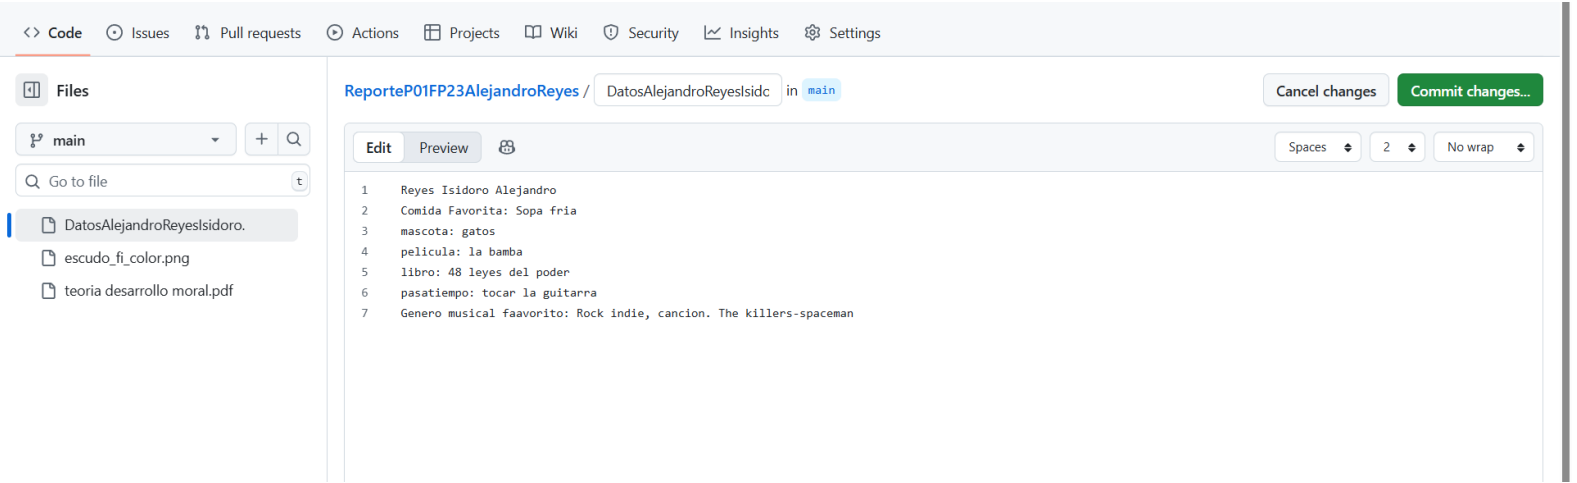 Code Issues Pull requests Actions Projects Wiki Security Insights Settings
Files
main
Go to file t
DatosAlejandroReyesIsidoro.
escudo_fi_color.png
teoria desarrollo moral.pdf
ReporteP01FP23AlejandroReyes / DatosAlejandroReyesIsidc in main
Cancel changes Commit changes...
Edit Preview Spaces 2 No wrap
1 Reyes Isidoro Alejandro
2 Comida Favorita: Sopa fria
3 mascota: gatos
4 pelicula: la bamba
5 libro: 48 leyes del poder
6 pasatiempo: tocar la guitarra
7 Genero musical faavorito: Rock indie, cancion. The killers-spaceman